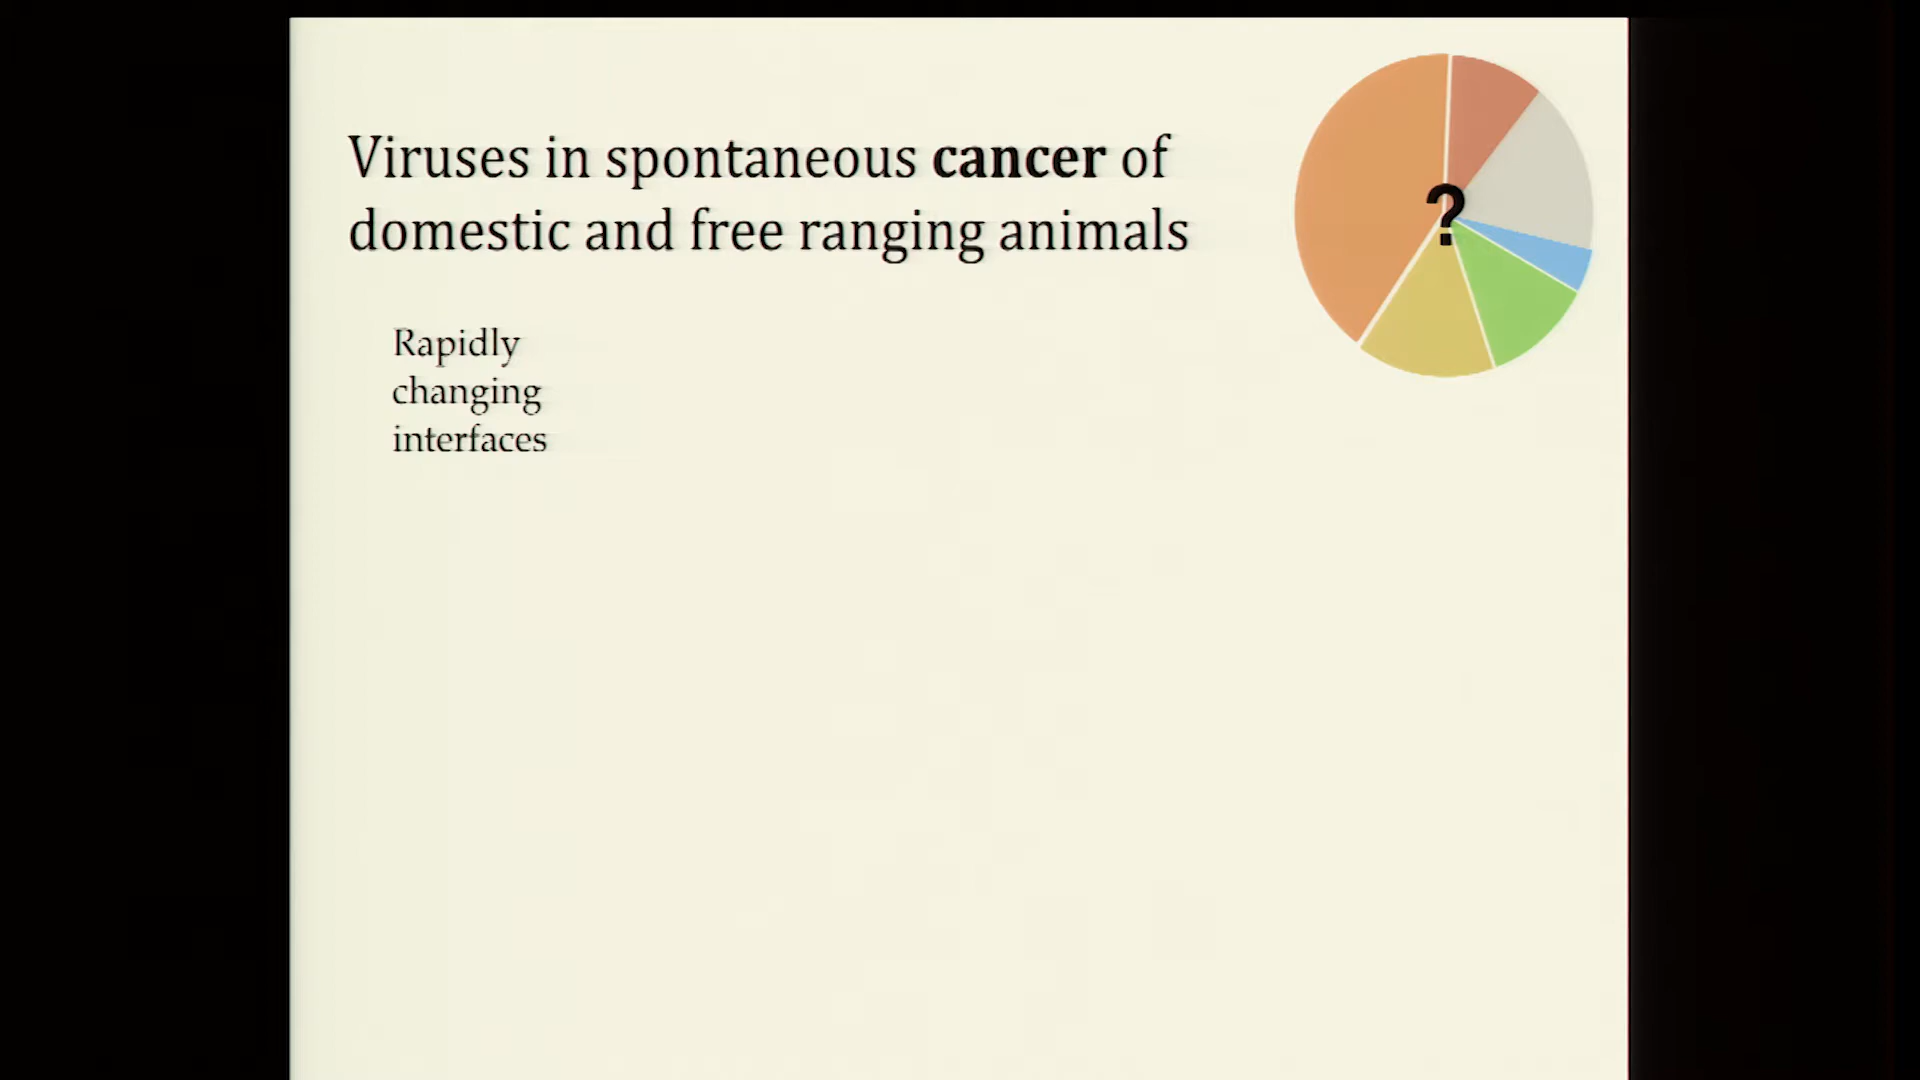 Viruses in spontaneous cancer of
domestic and free ranging animals
?
Rapidly
changing
interfaces